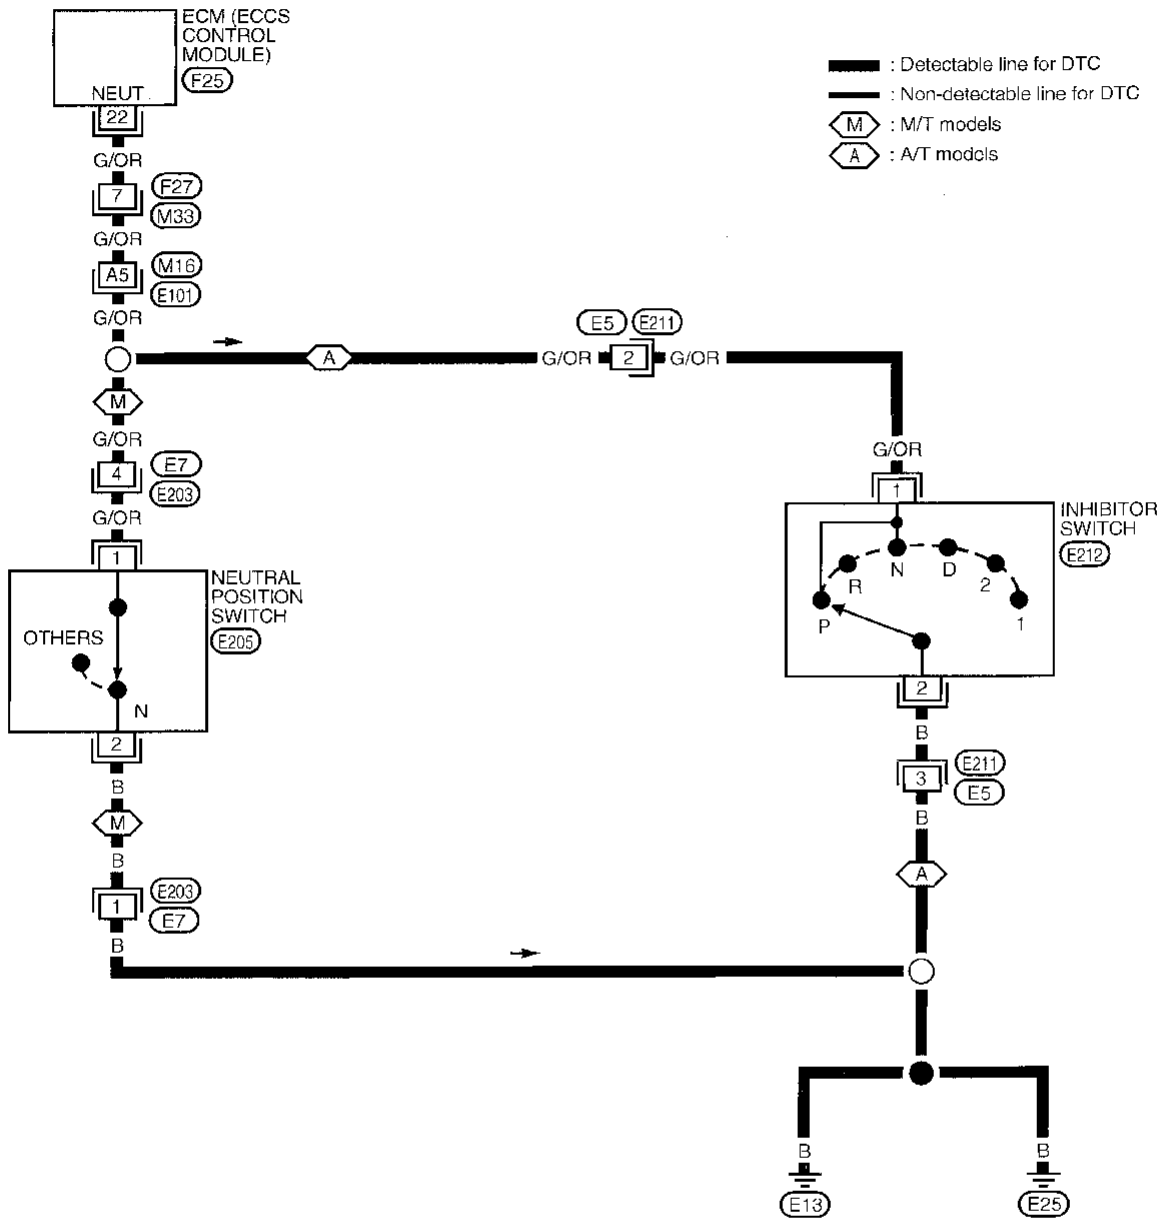 ECM (ECCS
CONTROL
MODULE)
F25
NEUT
22
: Detectable line for DTC
: Non-detectable line for DTC
M : M/T models
A : A/T models
G/OR
7
F27
M33
G/OR
A5
M16
E101
G/OR
A
G/OR
E5
E211
2
G/OR
M
G/OR
4
E7
E203
G/OR
G/OR
1
INHIBITOR
SWITCH
E212
R
N
D
2
P
1
2
1
NEUTRAL
POSITION
SWITCH
E205
OTHERS
N
2
B
M
B
1
E203
E7
B
B
3
E211
E5
B
A
B
E13
B
E25